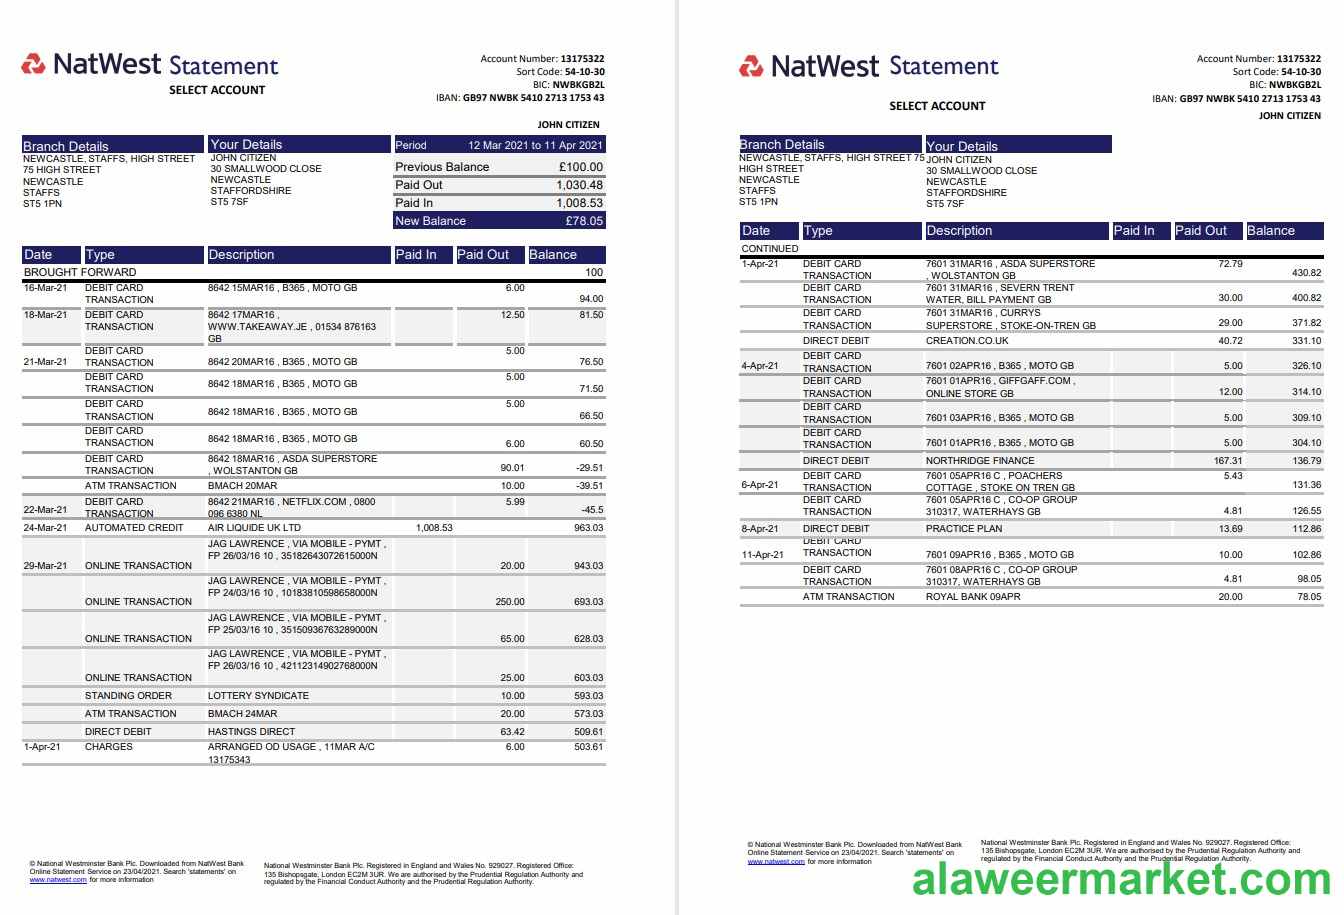 NatWest Statement
SELECT ACCOUNT
Account Number: 13175322
Sort Code: 54-10-30
BIC: NWBKGB2L
IBAN: GB97 NWBK 5410 2713 1753 43
JOHN CITIZEN
Branch Details
NEWCASTLE, STAFFS, HIGH STREET
75 HIGH STREET
NEWCASTLE
STAFFS
ST5 1PN
Your Details
JOHN CITIZEN
30 SMALLWOOD CLOSE
NEWCASTLE
STAFFORDSHIRE
ST5 7SF
Period 12 Mar 2021 to 11 Apr 2021
Previous Balance £100.00
Paid Out 1,030.48
Paid In 1,008.53
New Balance £78.05
Date Type Description Paid In Paid Out Balance
BROUGHT FORWARD 100
16-Mar-21 DEBIT CARD 8642 15MAR16 , B365 , MOTO GB 6.00
TRANSACTION 94.00
18-Mar-21 DEBIT CARD 8642 17MAR16 , 12.50 81.50
TRANSACTION WWW.TAKEAWAY.JE , 01534 876163
GB
DEBIT CARD 5.00
21-Mar-21 TRANSACTION 8642 20MAR16 , B365 , MOTO GB 76.50
DEBIT CARD 5.00
TRANSACTION 8642 18MAR16 , B365 , MOTO GB 71.50
DEBIT CARD 5.00
TRANSACTION 8642 18MAR16 , B365 , MOTO GB 66.50
DEBIT CARD
TRANSACTION 8642 18MAR16 , B365 , MOTO GB 6.00 60.50
DEBIT CARD 8642 18MAR16 , ASDA SUPERSTORE
TRANSACTION , WOLSTANTON GB 90.01 -29.51
ATM TRANSACTION BMACH 20MAR 10.00 -39.51
DEBIT CARD 8642 21MAR16 , NETFLIX.COM , 0800 5.99
22-Mar-21 TRANSACTION 096 6380 NL -45.5
24-Mar-21 AUTOMATED CREDIT AIR LIQUIDE UK LTD 1,008.53 963.03
JAG LAWRENCE , VIA MOBILE - PYMT ,
FP 26/03/16 10 , 35182643072615000N
29-Mar-21 ONLINE TRANSACTION 20.00 943.03
JAG LAWRENCE , VIA MOBILE - PYMT ,
FP 24/03/16 10 , 10183810598658000N
ONLINE TRANSACTION 250.00 693.03
JAG LAWRENCE , VIA MOBILE - PYMT ,
FP 25/03/16 10 , 35150936763289000N
ONLINE TRANSACTION 65.00 628.03
JAG LAWRENCE , VIA MOBILE - PYMT ,
FP 26/03/16 10 , 42112314902768000N
ONLINE TRANSACTION 25.00 603.03
STANDING ORDER LOTTERY SYNDICATE 10.00 593.03
ATM TRANSACTION BMACH 24MAR 20.00 573.03
DIRECT DEBIT HASTINGS DIRECT 63.42 509.61
1-Apr-21 CHARGES ARRANGED OD USAGE , 11MAR A/C 6.00 503.61
13175343
© National Westminster Bank Plc. Downloaded from NatWest Bank
Online Statement Service on 23/04/2021. Search 'statements' on
www.natwest.com for more information
National Westminster Bank Plc. Registered in England and Wales No. 929027. Registered Office:
135 Bishopsgate, London EC2M 3UR. We are authorised by the Prudential Regulation Authority and
regulated by the Financial Conduct Authority and the Prudential Regulation Authority.
NatWest Statement
SELECT ACCOUNT
Account Number: 13175322
Sort Code: 54-10-30
BIC: NWBKGB2L
IBAN: GB97 NWBK 5410 2713 1753 43
JOHN CITIZEN
Branch Details
NEWCASTLE, STAFFS, HIGH STREET 75
HIGH STREET
NEWCASTLE
STAFFS
ST5 1PN
Your Details
JOHN CITIZEN
30 SMALLWOOD CLOSE
NEWCASTLE
STAFFORDSHIRE
ST5 7SF
Date Type Description Paid In Paid Out Balance
CONTINUED
1-Apr-21 DEBIT CARD 7601 31MAR16 , ASDA SUPERSTORE 72.79
TRANSACTION , WOLSTANTON GB 430.82
DEBIT CARD 7601 31MAR16 , SEVERN TRENT
TRANSACTION WATER, BILL PAYMENT GB 30.00 400.82
DEBIT CARD 7601 31MAR16 , CURRYS
TRANSACTION SUPERSTORE , STOKE-ON-TREN GB 29.00 371.82
DIRECT DEBIT CREATION.CO.UK 40.72 331.10
DEBIT CARD
4-Apr-21 TRANSACTION 7601 02APR16 , B365 , MOTO GB 5.00 326.10
DEBIT CARD 7601 01APR16 , GIFFGAFF.COM ,
TRANSACTION ONLINE STORE GB 12.00 314.10
DEBIT CARD
TRANSACTION 7601 03APR16 , B365 , MOTO GB 5.00 309.10
DEBIT CARD
TRANSACTION 7601 01APR16 , B365 , MOTO GB 5.00 304.10
DIRECT DEBIT NORTHRIDGE FINANCE 167.31 136.79
DEBIT CARD 7601 05APR16 C , POACHERS 5.43
6-Apr-21 TRANSACTION COTTAGE , STOKE ON TREN GB 131.36
DEBIT CARD 7601 05APR16 C , CO-OP GROUP
TRANSACTION 310317, WATERHAYS GB 4.81 126.55
8-Apr-21 DIRECT DEBIT PRACTICE PLAN 13.69 112.86
DEBIT CARD
11-Apr-21 TRANSACTION 7601 09APR16 , B365 , MOTO GB 10.00 102.86
DEBIT CARD 7601 08APR16 C , CO-OP GROUP
TRANSACTION 310317, WATERHAYS GB 4.81 98.05
ATM TRANSACTION ROYAL BANK 09APR 20.00 78.05
© National Westminster Bank Plc. Downloaded from NatWest Bank
Online Statement Service on 23/04/2021. Search 'statements' on
www.natwest.com for more information
National Westminster Bank Plc. Registered in England and Wales No. 929027. Registered Office:
135 Bishopsgate, London EC2M 3UR. We are authorised by the Prudential Regulation Authority and
regulated by the Financial Conduct Authority and the Prudential Regulation Authority.
alaweermarket.com